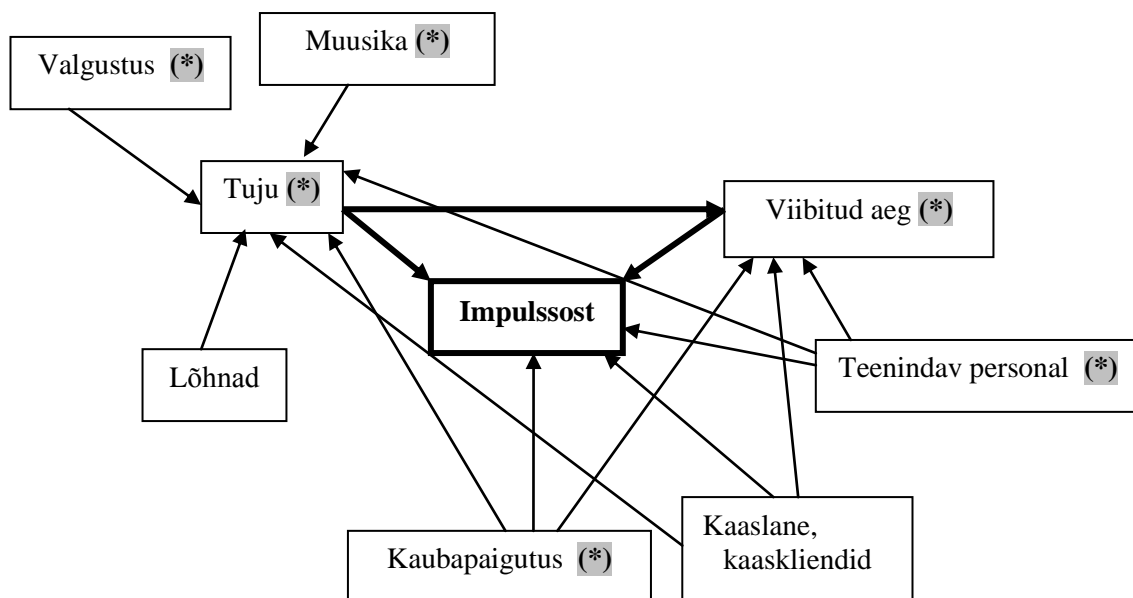 Muusika (*)
Valgustus (*)
Tuju (*)
Viibitud aeg (*)
Impulssost
Lõhnad
Teenindav personal (*)
Kaubapaigutus (*)
Kaaslane,
kaaskliendid